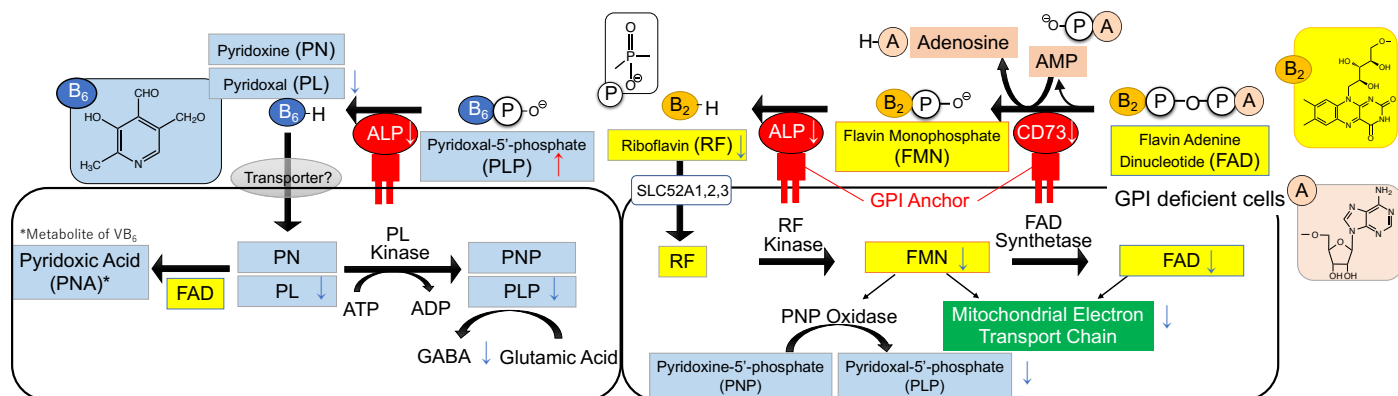 Pyridoxine (PN)
Pyridoxal (PL) ↓
B6
CHO
HO
CH2O
H3C
N
B6-H
ALP↓
B6 P O⊖
Pyridoxal-5'-phosphate
(PLP) ↑
Transporter?
*Metabolite of VB6
Pyridoxic Acid
(PNA)*
FAD
PN
PL ↓
PL
Kinase
ATP
ADP
PNP
PLP ↓
GABA ↓
Glutamic Acid
O
P
O⊖
P
B2-H
Riboflavin (RF) ↓
SLC52A1,2,3
ALP↓
B2 P O⊖
Flavin Monophosphate
(FMN)
H-A
Adenosine
⊖O P A
AMP
CD73↓
B2 P-O-P A
Flavin Adenine
Dinucleotide (FAD)
GPI Anchor
GPI deficient cells
RF
RF
Kinase
FMN ↓
FAD
Synthetase
FAD ↓
PNP Oxidase
Mitochondrial Electron
Transport Chain
↓
Pyridoxine-5'-phosphate
(PNP)
Pyridoxal-5'-phosphate
(PLP)
↓
B2
O–
OH
HO
OH
N
N
O
NH
N
O
A
NH2
N
N
N
N
O
O
OH OH